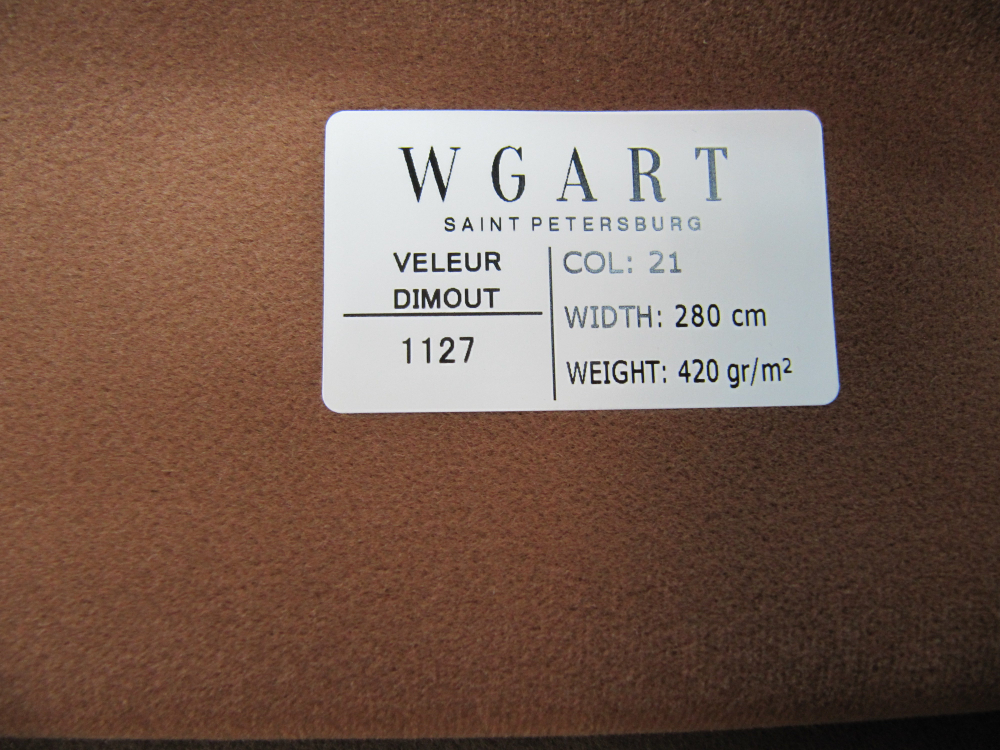 WGART
SAINT PETERSBURG
VELEUR
DIMOUT
1127
COL: 21
WIDTH: 280 cm
WEIGHT: 420 gr/m²